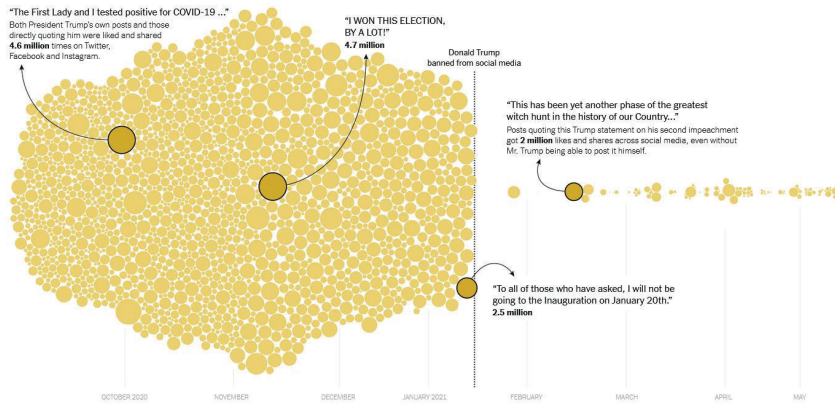 “The First Lady and I tested positive for COVID-19 ...”
Both President Trump’s own posts and those
directly quoting him were liked and shared
4.6 million times on Twitter,
Facebook and Instagram.
“I WON THIS ELECTION,
BY A LOT!”
4.7 million
Donald Trump
banned from social media
“This has been yet another phase of the greatest
witch hunt in the history of our Country...”
Posts quoting this Trump statement on his second impeachment
got 2 million likes and shares across social media, even without
Mr. Trump being able to post it himself.
“To all of those who have asked, I will not be
going to the Inauguration on January 20th.”
2.5 million
OCTOBER 2020
NOVEMBER
DECEMBER
JANUARY 2021
FEBRUARY
MARCH
APRIL
MAY